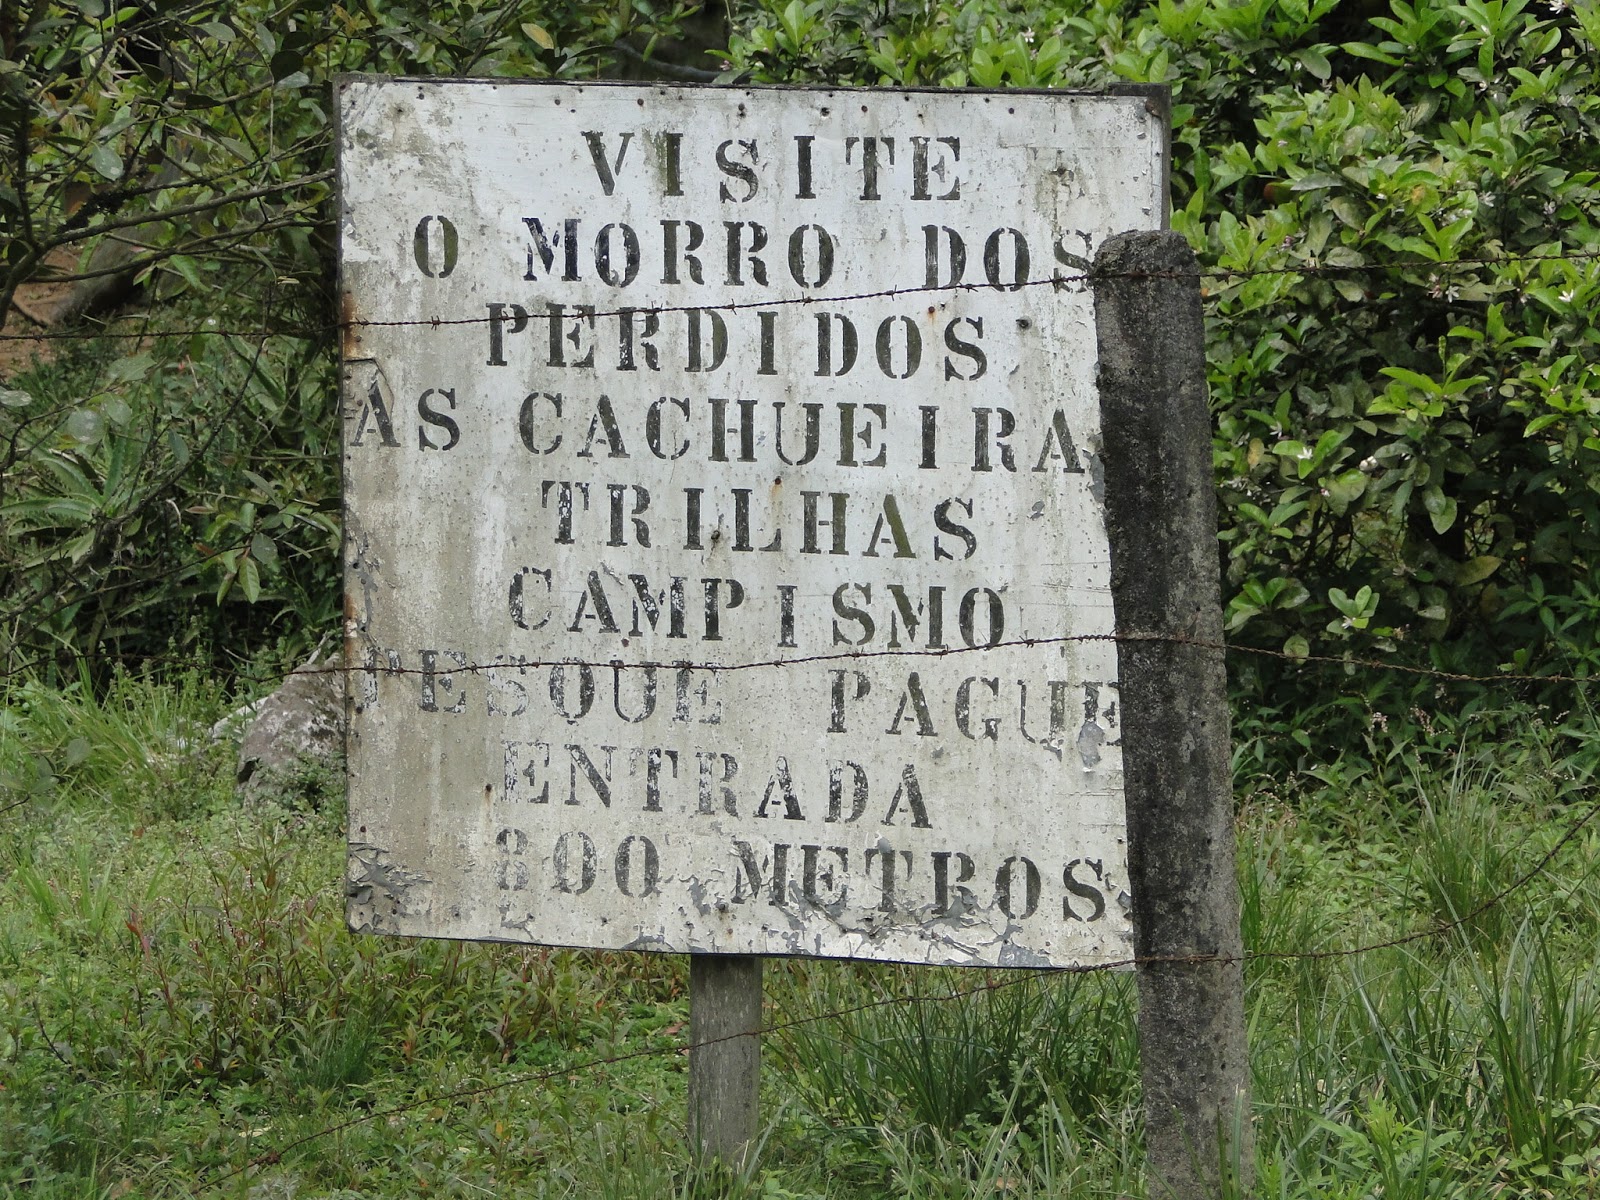 VISITE
O MORRO DOS
PERDIDOS
AS CACHUEIRA
TRILHAS
CAMPISMO
PESQUE PAGUE
ENTRADA
800 METROS